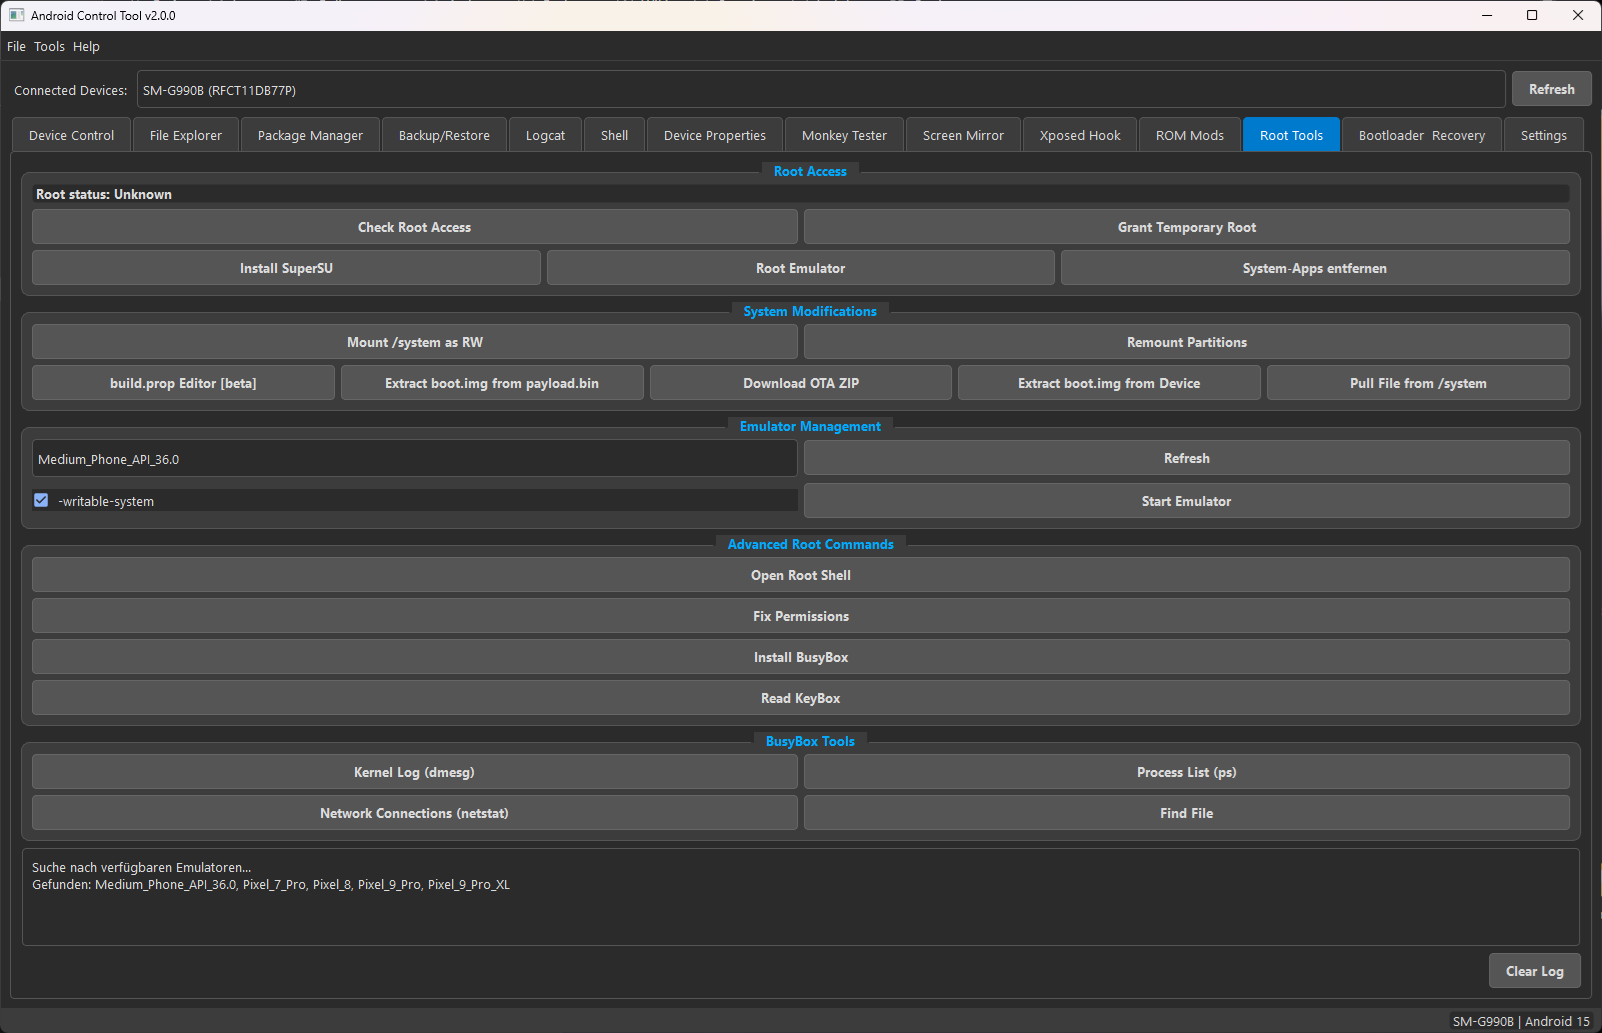 Android Control Tool v2.0.0
File Tools Help
Connected Devices: SM-G990B (RFCT11DB77P) Refresh
Device Control File Explorer Package Manager Backup/Restore Logcat Shell Device Properties Monkey Tester Screen Mirror Xposed Hook ROM Mods Root Tools Bootloader Recovery Settings
Root Access
Root status: Unknown
Check Root Access Grant Temporary Root
Install SuperSU Root Emulator System-Apps entfernen
System Modifications
Mount /system as RW Remount Partitions
build.prop Editor [beta] Extract boot.img from payload.bin Download OTA ZIP Extract boot.img from Device Pull File from /system
Emulator Management
Medium_Phone_API_36.0 Refresh
-writable-system Start Emulator
Advanced Root Commands
Open Root Shell
Fix Permissions
Install BusyBox
Read KeyBox
BusyBox Tools
Kernel Log (dmesg) Process List (ps)
Network Connections (netstat) Find File
Suche nach verfügbaren Emulatoren...
Gefunden: Medium_Phone_API_36.0, Pixel_7_Pro, Pixel_8, Pixel_9_Pro, Pixel_9_Pro_XL
Clear Log
SM-G990B | Android 15